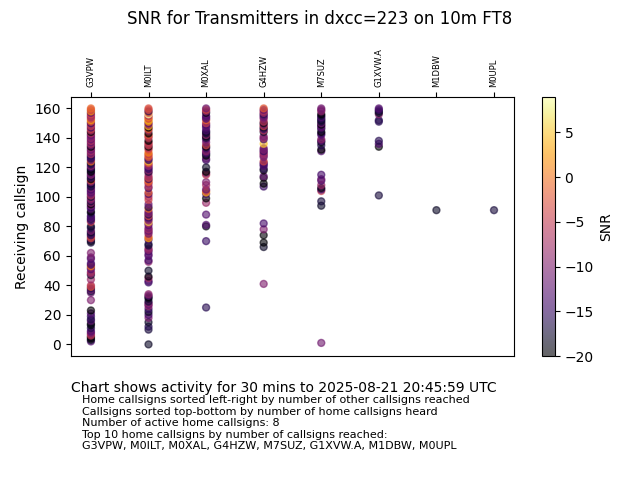 SNR for Transmitters in dxcc=223 on 10m FT8
G3VPW M0ILT M0XAL G4HZW M7SUZ G1XVW.A M1DBW M0UPL
Receiving callsign
160
140
120
100
80
60
40
20
0
5
0
−5
−10
−15
−20
SNR
Chart shows activity for 30 mins to 2025-08-21 20:45:59 UTC
Home callsigns sorted left-right by number of other callsigns reached
Callsigns sorted top-bottom by number of home callsigns heard
Number of active home callsigns: 8
Top 10 home callsigns by number of callsigns reached:
G3VPW, M0ILT, M0XAL, G4HZW, M7SUZ, G1XVW.A, M1DBW, M0UPL